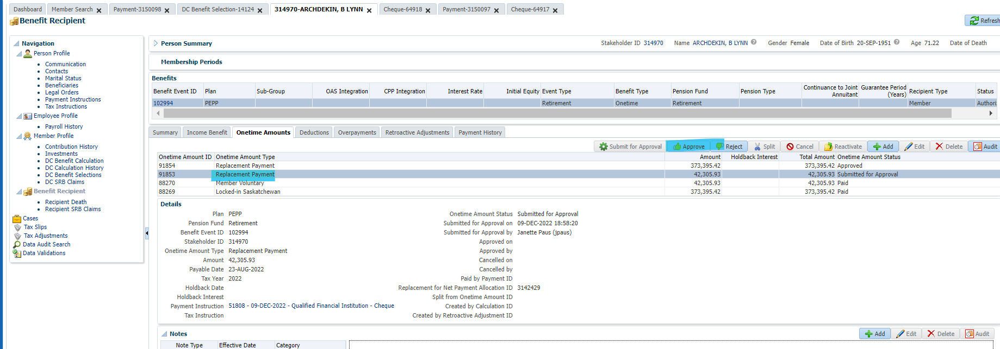 Dashboard Member Search Payment-3150098 DC Benefit Selection-14124 314970-ARCHDEKIN, B LYNN Cheque-64918 Payment-3150097 Cheque-64917
Benefit Recipient
Refresh
Navigation
Person Profile
Communication
Contacts
Marital Status
Beneficiaries
Legal Orders
Payment Instructions
Tax Instructions
Employee Profile
Payroll History
Member Profile
Contribution History
Investments
DC Benefit Calculation
DC Calculation History
DC Benefit Selections
DC SRB Claims
Benefit Recipient
Recipient Death
Recipient SRB Claims
Cases
Tax Slips
Tax Adjustments
Data Audit Search
Data Validations
Person Summary Stakeholder ID 314970 Name ARCHDEKIN, B LYNN Gender Female Date of Birth 20-SEP-1951 Age 71.22 Date of Death
Membership Periods
Benefits
Benefit Event ID Plan Sub-Group OAS Integration CPP Integration Interest Rate Initial Equity Event Type Benefit Type Pension Fund Pension Type Continuance to Joint Annuitant Guarantee Period (Years) Recipient Type Status
102994 PEPP Retirement Onetime Retirement Member Authori
Summary Income Benefit Onetime Amounts Deductions Overpayments Retroactive Adjustments Payment History
Submit for Approval Approve Reject Split Cancel Reactivate Add Edit Delete Audit
Onetime Amount ID Onetime Amount Type Amount Holdback Interest Total Amount Onetime Amount Status
91854 Replacement Payment 373,395.42 373,395.42 Approved
91853 Replacement Payment 42,305.93 42,305.93 Submitted for Approval
88270 Member Voluntary 42,305.93 42,305.93 Paid
88269 Locked-in Saskatchewan 373,395.42 373,395.42 Paid
Details
Plan PEPP Onetime Amount Status Submitted for Approval
Pension Fund Retirement Submitted for Approval on 09-DEC-2022 18:58:20
Benefit Event ID 102994 Submitted for Approval by Janette Paus (jpaus)
Stakeholder ID 314970 Approved on
Onetime Amount Type Replacement Payment Approved by
Amount 42,305.93 Cancelled on
Payable Date 23-AUG-2022 Cancelled by
Tax Year 2022 Paid by Payment ID
Holdback Date Replacement for Net Payment Allocation ID 3142429
Holdback Interest Split from Onetime Amount ID
Payment Instruction 51808 - 09-DEC-2022 - Qualified Financial Institution - Cheque Created by Calculation ID
Tax Instruction Created by Retroactive Adjustment ID
Notes Add Edit Delete Audit
Note Type Effective Date Category